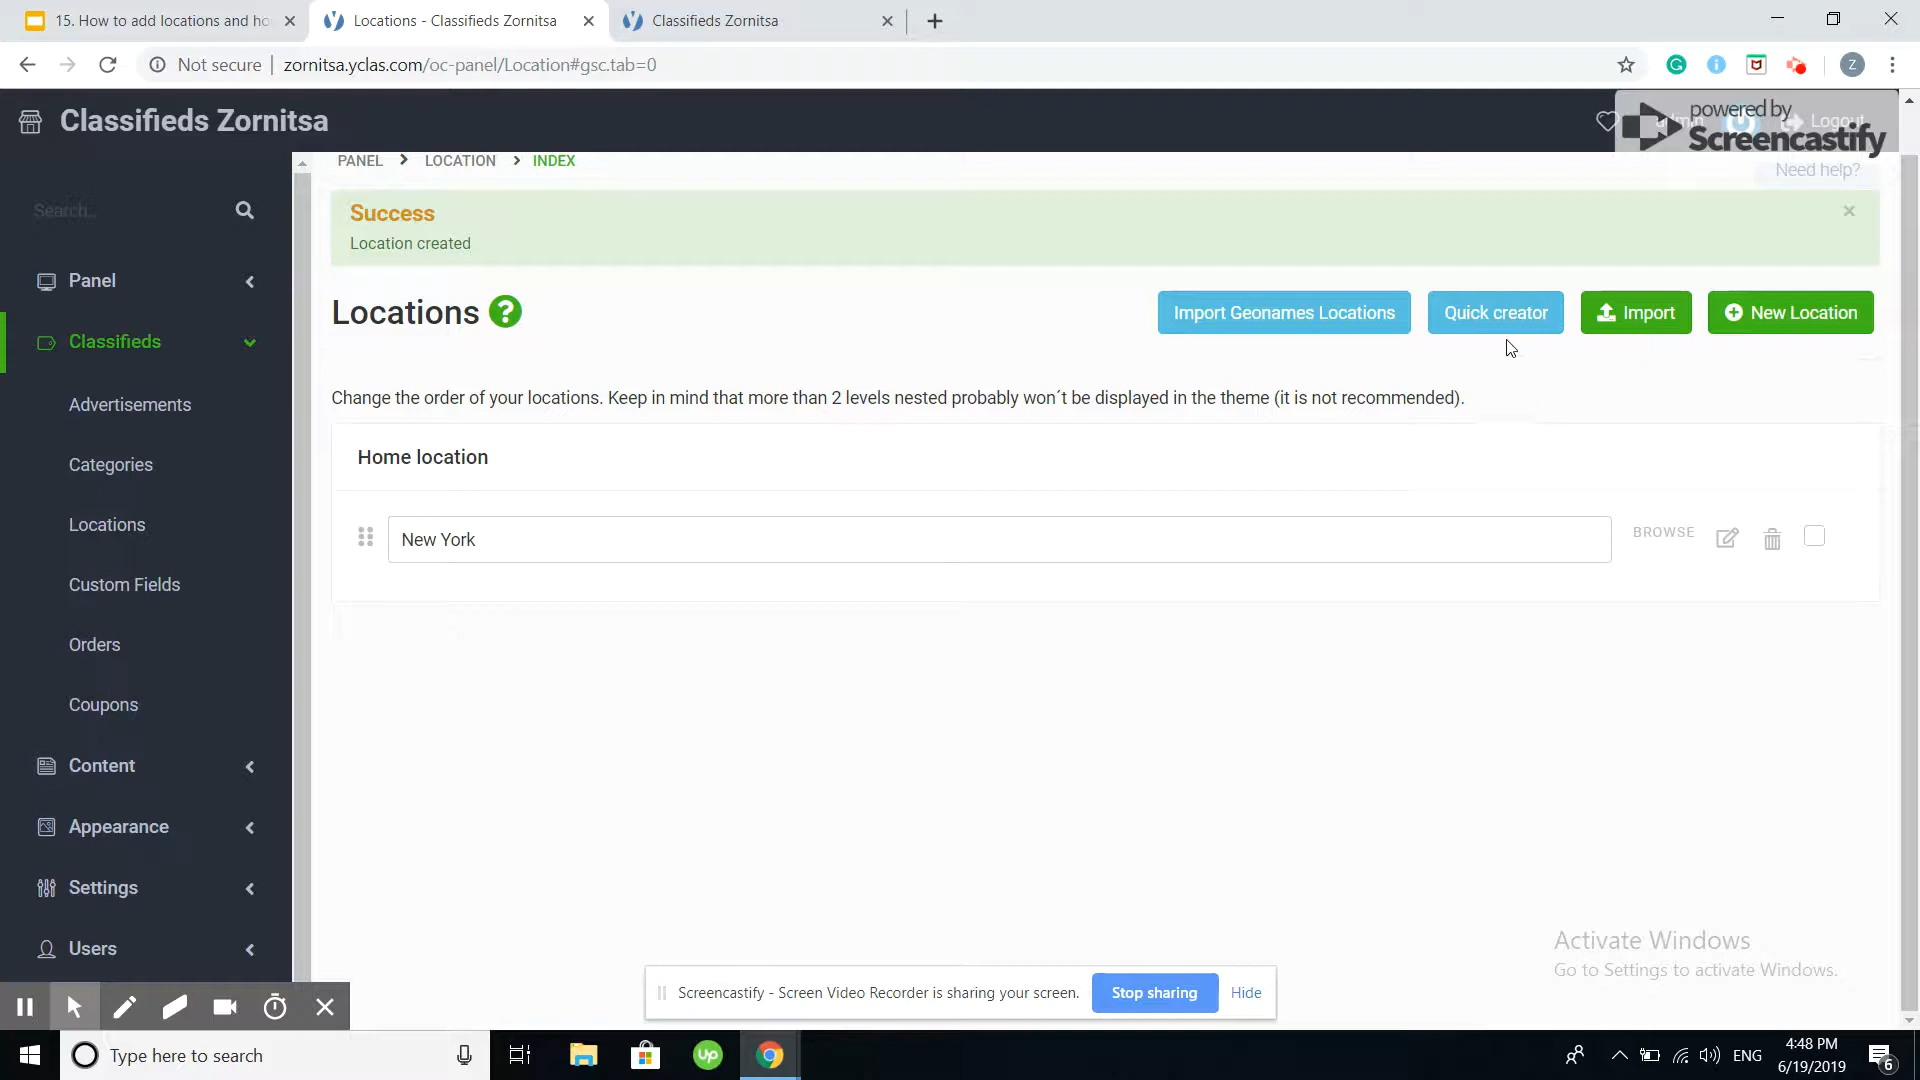 15. How to add locations and ho
Locations - Classifieds Zornitsa
Classifieds Zornitsa
Not secure
zornitsa.yclas.com/oc-panel/Location#gsc.tab=0
Z
Classifieds Zornitsa
admin
Logout
powered by
Screencastify
Need help?
PANEL > LOCATION > INDEX
Search...
Success
Location created
Panel
Classifieds
Advertisements
Categories
Locations
Custom Fields
Orders
Coupons
Content
Appearance
Settings
Users
Locations ?
Import Geonames Locations
Quick creator
Import
New Location
Change the order of your locations. Keep in mind that more than 2 levels nested probably won´t be displayed in the theme (it is not recommended).
Home location
New York
BROWSE
Activate Windows
Go to Settings to activate Windows.
Screencastify - Screen Video Recorder is sharing your screen.
Stop sharing
Hide
Type here to search
Up
ENG
4:48 PM
6/19/2019
6